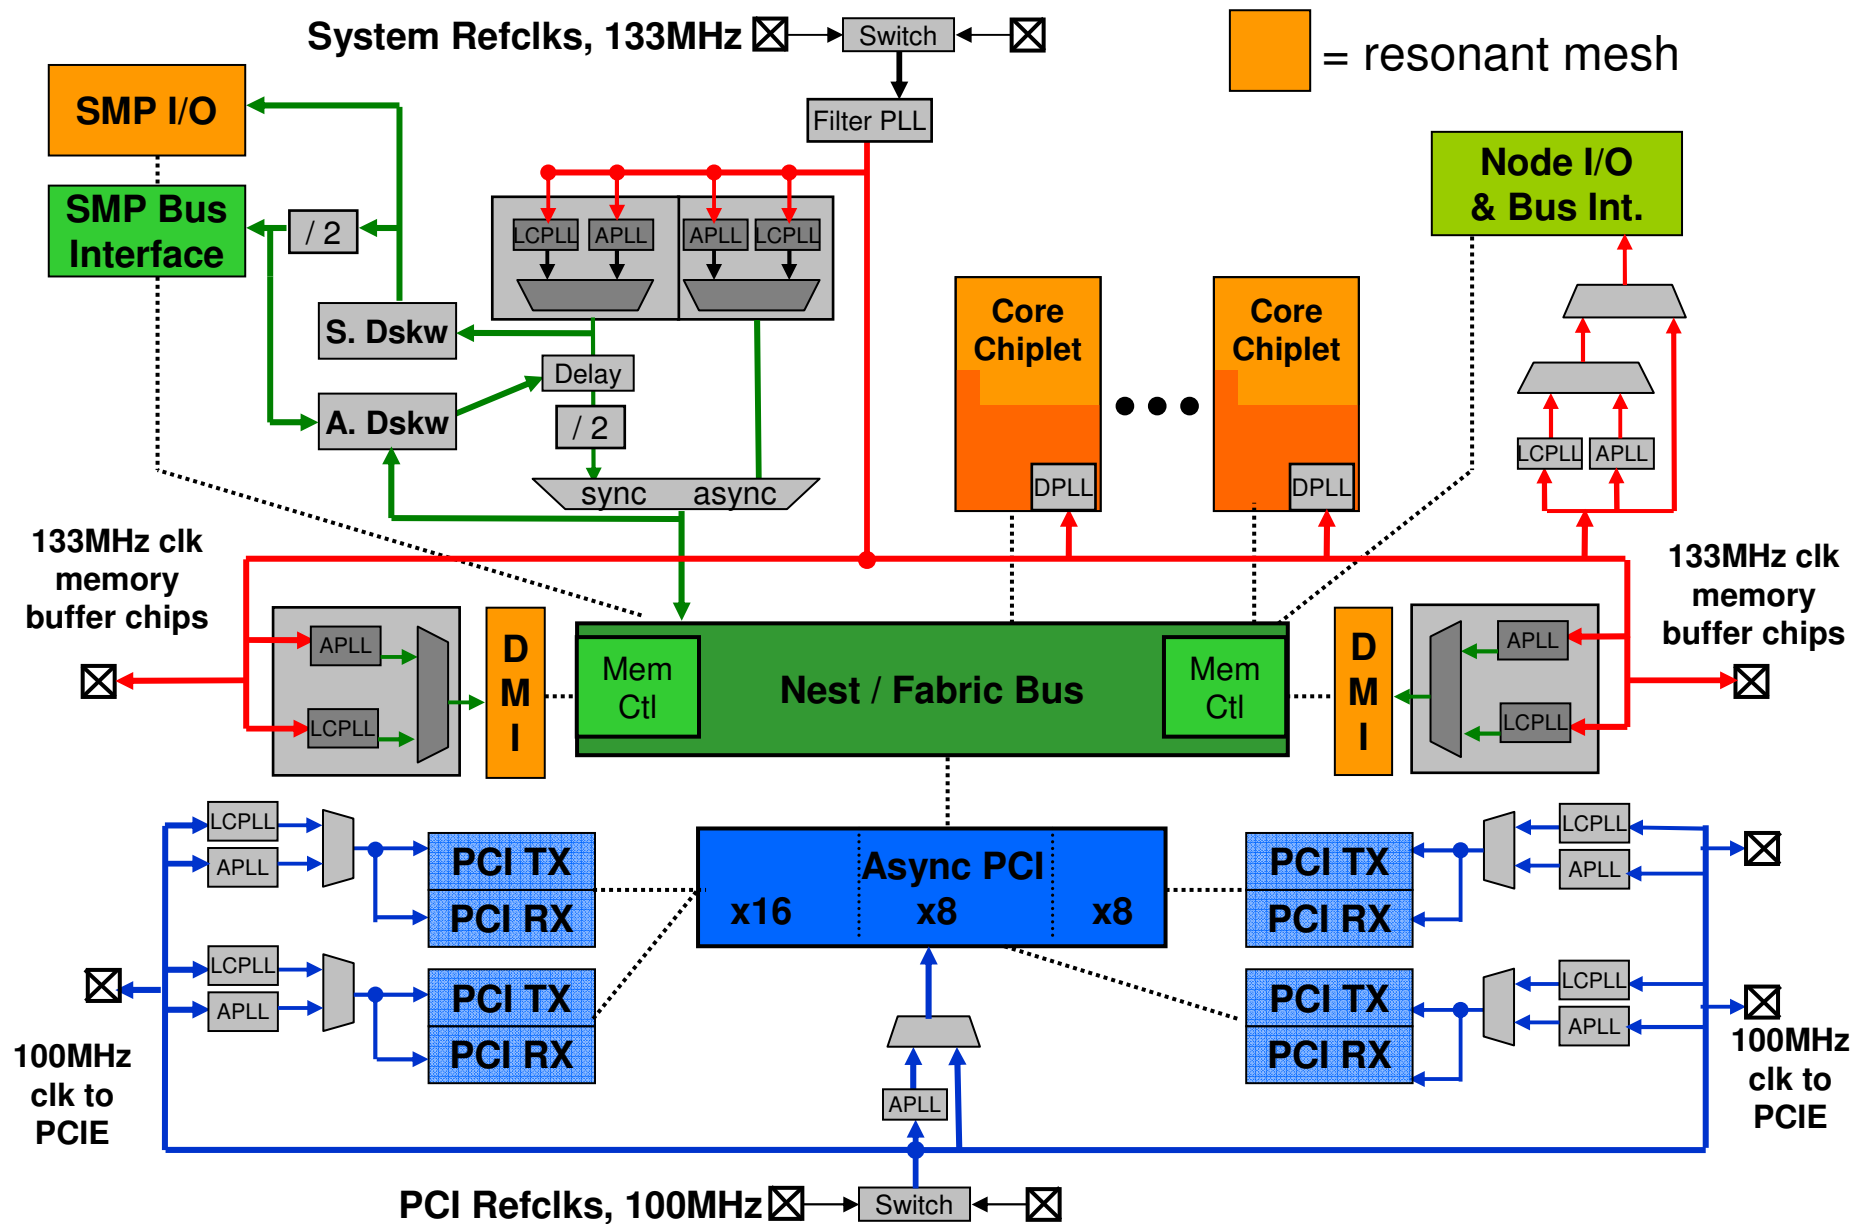 System Refclks, 133MHz
Switch
= resonant mesh
Filter PLL
SMP I/O
SMP Bus
Interface
/ 2
LCPLL
APLL
APLL
LCPLL
Node I/O
& Bus Int.
S. Dskw
Delay
A. Dskw
/ 2
sync
async
Core
Chiplet
DPLL
Core
Chiplet
DPLL
LCPLL
APLL
133MHz clk
memory
buffer chips
APLL
LCPLL
D
M
I
Mem
Ctl
Nest / Fabric Bus
Mem
Ctl
D
M
I
APLL
LCPLL
133MHz clk
memory
buffer chips
LCPLL
APLL
PCI TX
PCI RX
LCPLL
APLL
PCI TX
PCI RX
Async PCI
x16
x8
x8
PCI TX
PCI RX
LCPLL
APLL
PCI TX
PCI RX
LCPLL
APLL
100MHz
clk to
PCIE
APLL
100MHz
clk to
PCIE
PCI Refclks, 100MHz
Switch